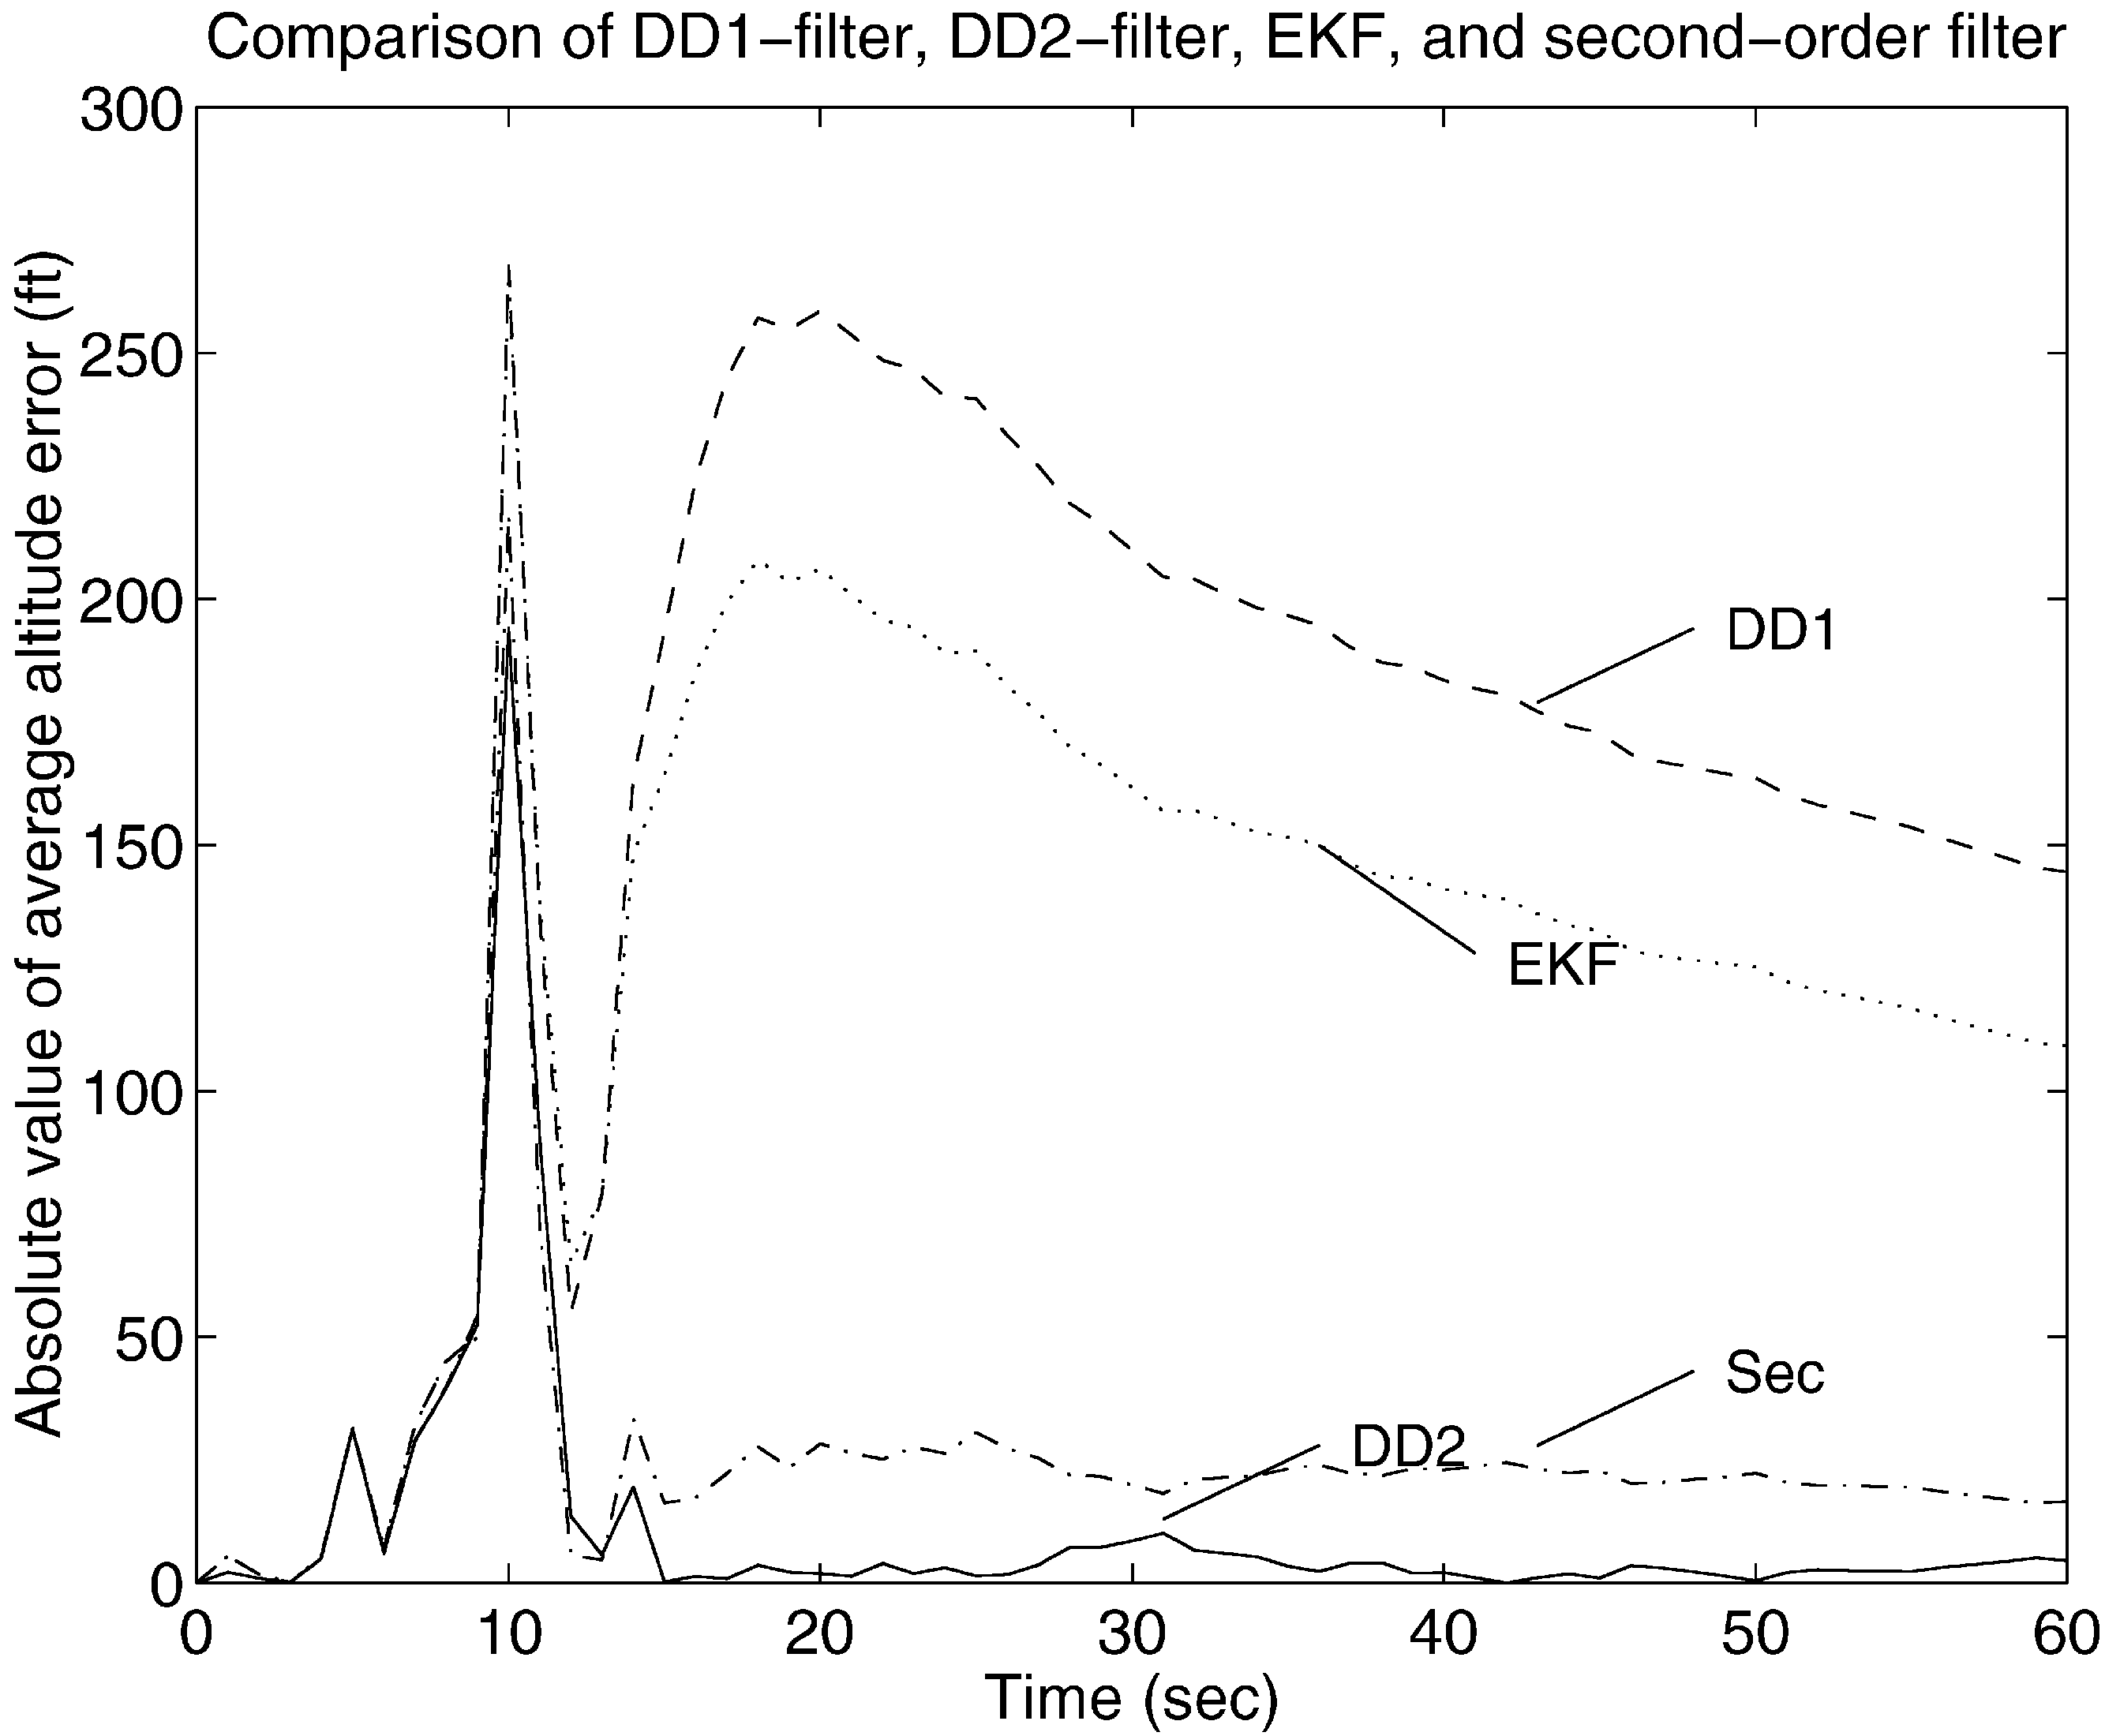 Comparison of DD1−filter, DD2−filter, EKF, and second−order filter
Absolute value of average altitude error (ft)
300
250
200
150
100
50
0
DD1
EKF
Sec
DD2
0 10 20 30 40 50 60
Time (sec)